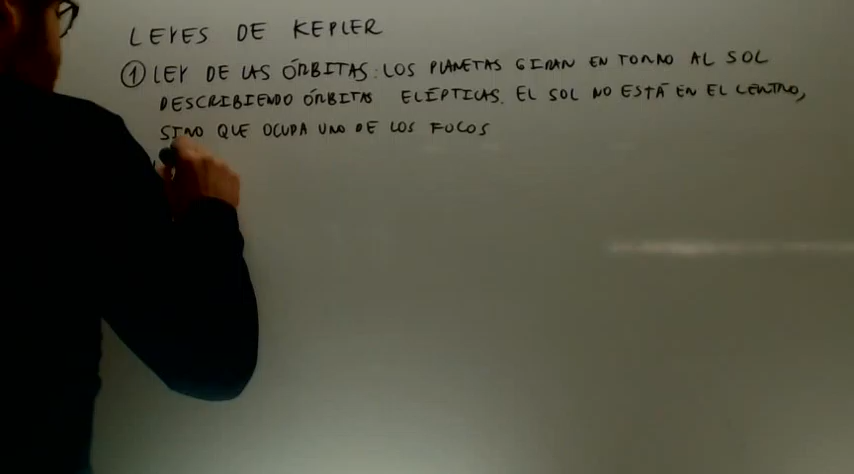 LEYES DE KEPLER
① LEY DE LAS ÓRBITAS: LOS PLANETAS GIRAN EN TORNO AL SOL
DESCRIBIENDO ÓRBITAS ELÍPTICAS. EL SOL NO ESTÁ EN EL CENTRO,
SINO QUE OCUPA UNO DE LOS FOCOS